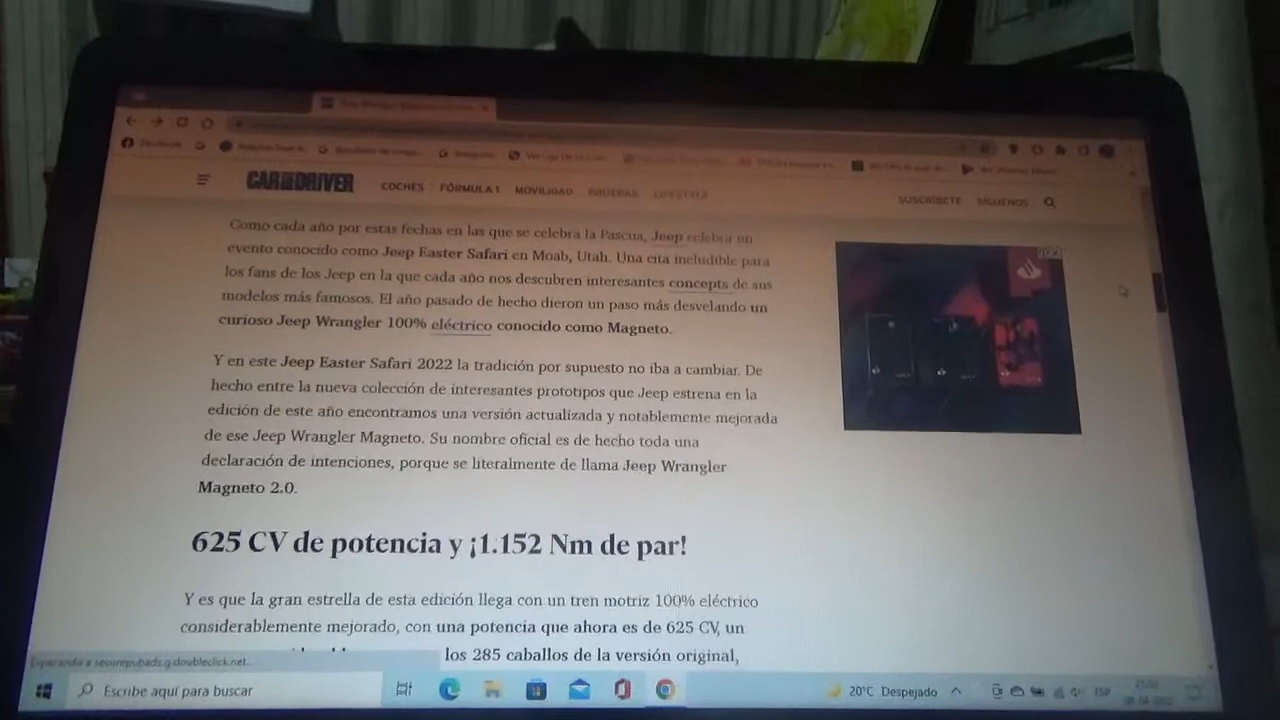 Facebook
CAR AND DRIVER
COCHES FÓRMULA 1 MOVILIDAD PRUEBAS LIFESTYLE
SUSCRÍBETE SÍGUENOS
Como cada año por estas fechas en las que se celebra la Pascua, Jeep celebra un
evento conocido como Jeep Easter Safari en Moab, Utah. Una cita ineludible para
los fans de los Jeep en la que cada año nos descubren interesantes concepts de sus
modelos más famosos. El año pasado de hecho dieron un paso más desvelando un
curioso Jeep Wrangler 100% eléctrico conocido como Magneto.
Y en este Jeep Easter Safari 2022 la tradición por supuesto no iba a cambiar. De
hecho entre la nueva colección de interesantes prototipos que Jeep estrena en la
edición de este año encontramos una versión actualizada y notablemente mejorada
de ese Jeep Wrangler Magneto. Su nombre oficial es de hecho toda una
declaración de intenciones, porque se literalmente de llama Jeep Wrangler
Magneto 2.0.
625 CV de potencia y ¡1.152 Nm de par!
Y es que la gran estrella de esta edición llega con un tren motriz 100% eléctrico
considerablemente mejorado, con una potencia que ahora es de 625 CV, un
los 285 caballos de la versión original,
Esperando a securepubads.g.doubleclick.net...
Escribe aquí para buscar
20°C Despejado
ESP